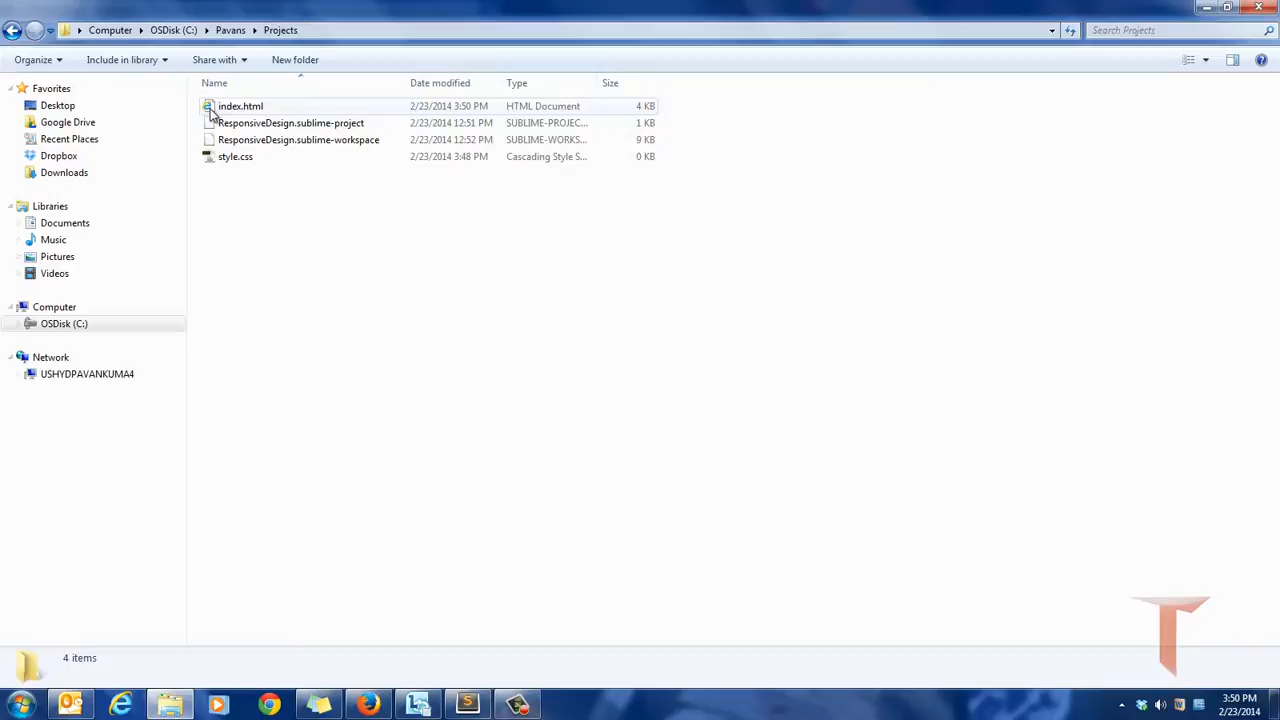 Computer OSDisk (C:) Pavans Projects Search Projects
Organize Include in library Share with New folder
Name Date modified Type Size
Favorites
Desktop
Google Drive
Recent Places
Dropbox
Downloads
Libraries
Documents
Music
Pictures
Videos
Computer
OSDisk (C:)
Network
USHYDPAVANKUMA4
index.html 2/23/2014 3:50 PM HTML Document 4 KB
ResponsiveDesign.sublime-project 2/23/2014 12:51 PM SUBLIME-PROJEC... 1 KB
ResponsiveDesign.sublime-workspace 2/23/2014 12:52 PM SUBLIME-WORKS... 9 KB
style.css 2/23/2014 3:48 PM Cascading Style S... 0 KB
4 items
T
3:50 PM
2/23/2014